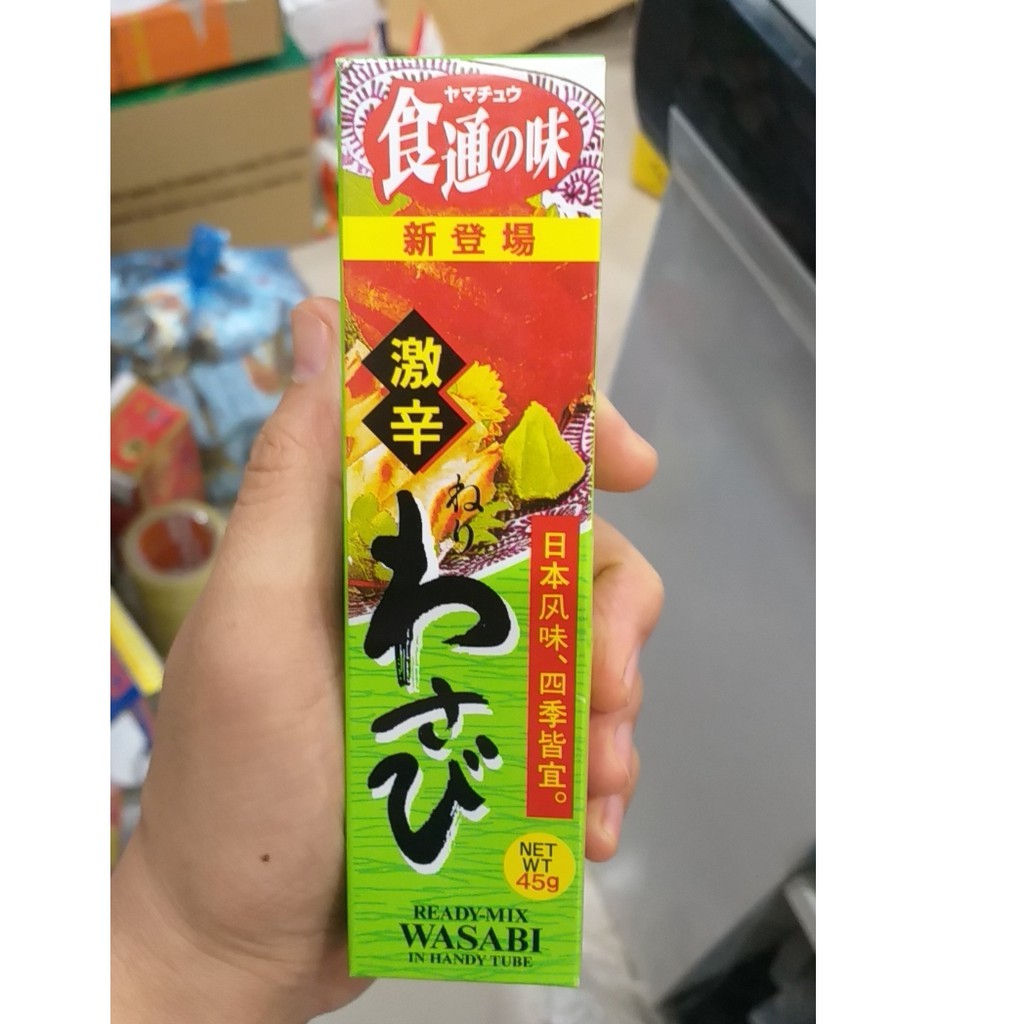 ヤマチュウ
食通の味
新登場
激辛
ねり
わさび
日本风味、四季皆宜。
NET
WT
45g
READY-MIX
WASABI
IN HANDY TUBE